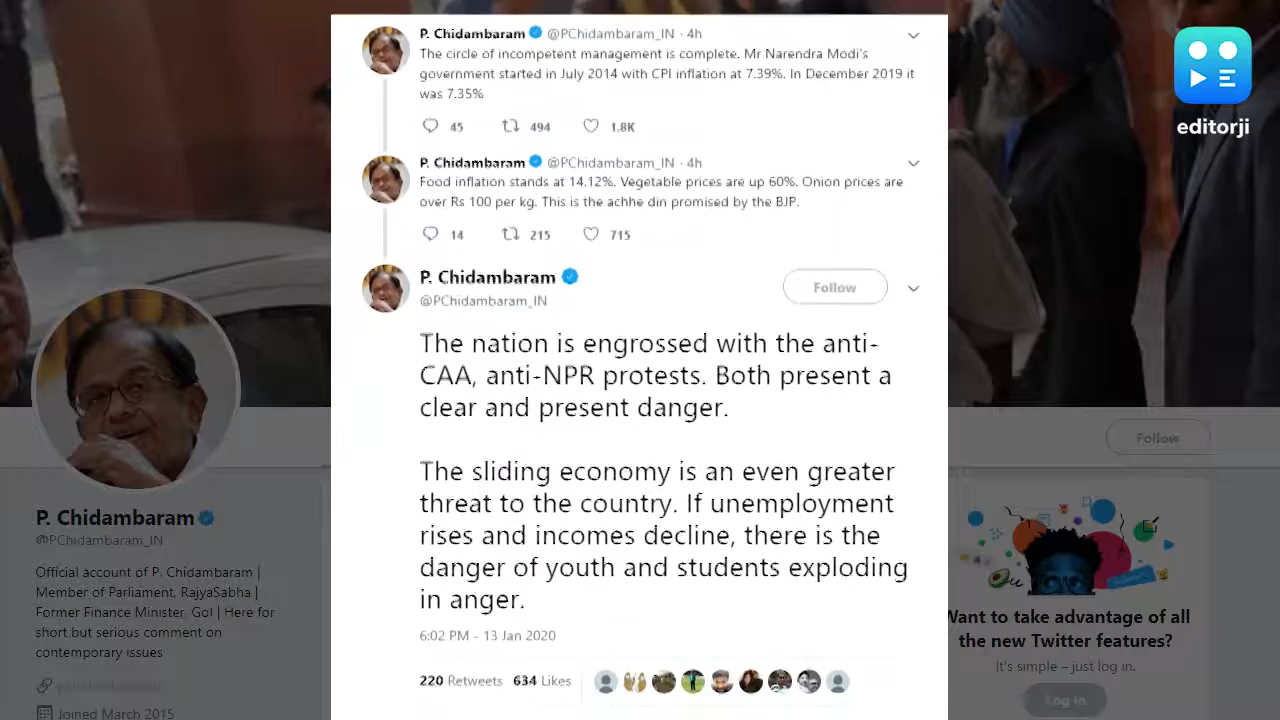 P. Chidambaram @PChidambaram_IN · 4h
The circle of incompetent management is complete. Mr Narendra Modi's
government started in July 2014 with CPI inflation at 7.39%. In December 2019 it
was 7.35%
45 494 1.8K
P. Chidambaram @PChidambaram_IN · 4h
Food inflation stands at 14.12%. Vegetable prices are up 60%. Onion prices are
over Rs 100 per kg. This is the achhe din promised by the BJP.
14 215 715
P. Chidambaram
@PChidambaram_IN
Follow
The nation is engrossed with the anti-
CAA, anti-NPR protests. Both present a
clear and present danger.
The sliding economy is an even greater
threat to the country. If unemployment
rises and incomes decline, there is the
danger of youth and students exploding
in anger.
6:02 PM - 13 Jan 2020
220 Retweets 634 Likes
editorji
P. Chidambaram
@PChidambaram_IN
Official account of P. Chidambaram |
Member of Parliament, RajyaSabha |
Former Finance Minister, GoI | Here for
short but serious comment on
contemporary issues
Joined March 2015
Follow
Want to take advantage of all
the new Twitter features?
It's simple – just log in.
Log in